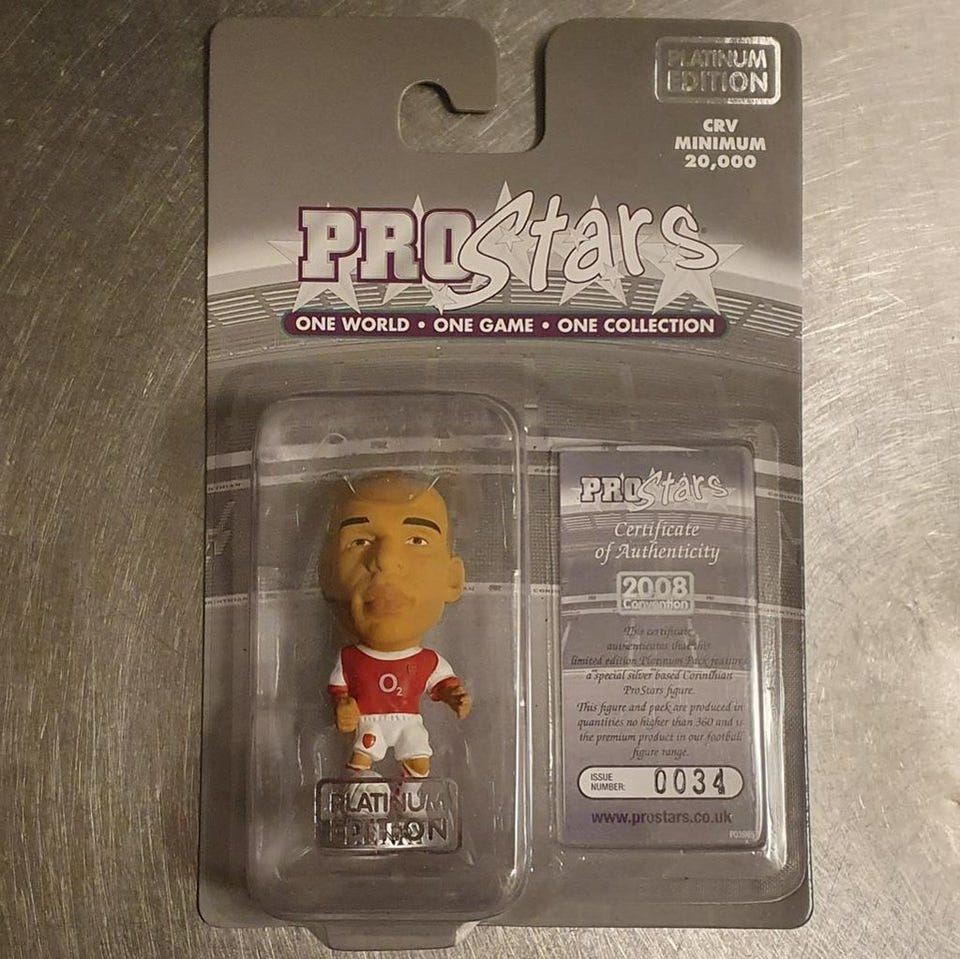 PLATINUM
EDITION
CRV
MINIMUM
20,000
PROStars
ONE WORLD • ONE GAME • ONE COLLECTION
PROStars
Certificate
of Authenticity
2008
Convention
This certificate
authenticates that this
limited edition Platinum Pack features
a special silver based Corinthian
ProStars figure.
This figure and pack are produced in
quantities no higher than 360 and is
the premium product in our football
figure range.
O2
PLATINUM
EDITION
ISSUE
NUMBER: 0034
www.prostars.co.uk